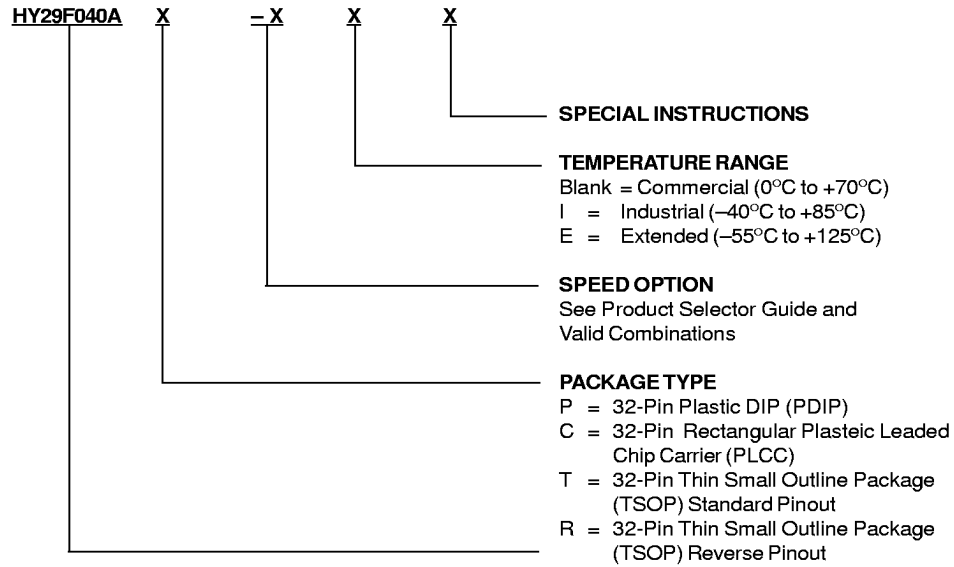 HY29F040A X – X X X
SPECIAL INSTRUCTIONS
TEMPERATURE RANGE
Blank = Commercial (0°C to +70°C)
I = Industrial (–40°C to +85°C)
E = Extended (–55°C to +125°C)
SPEED OPTION
See Product Selector Guide and
Valid Combinations
PACKAGE TYPE
P = 32-Pin Plastic DIP (PDIP)
C = 32-Pin Rectangular Plasteic Leaded
Chip Carrier (PLCC)
T = 32-Pin Thin Small Outline Package
(TSOP) Standard Pinout
R = 32-Pin Thin Small Outline Package
(TSOP) Reverse Pinout